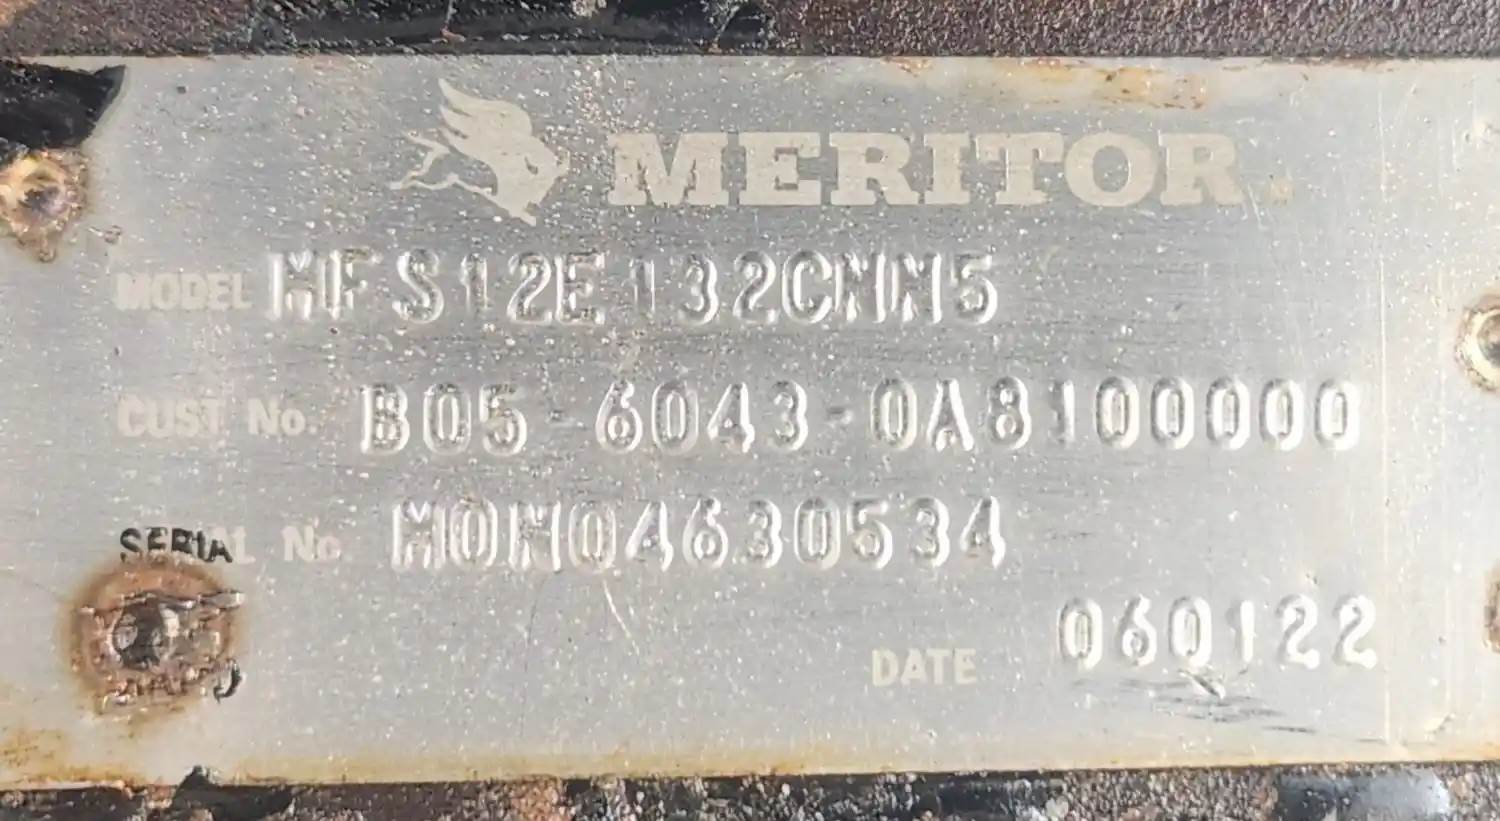 MERITOR.
MODEL MFS12E132CNN5
CUST No. B05-6043-0A8100000
SERIAL No. MON04630534
DATE 060122